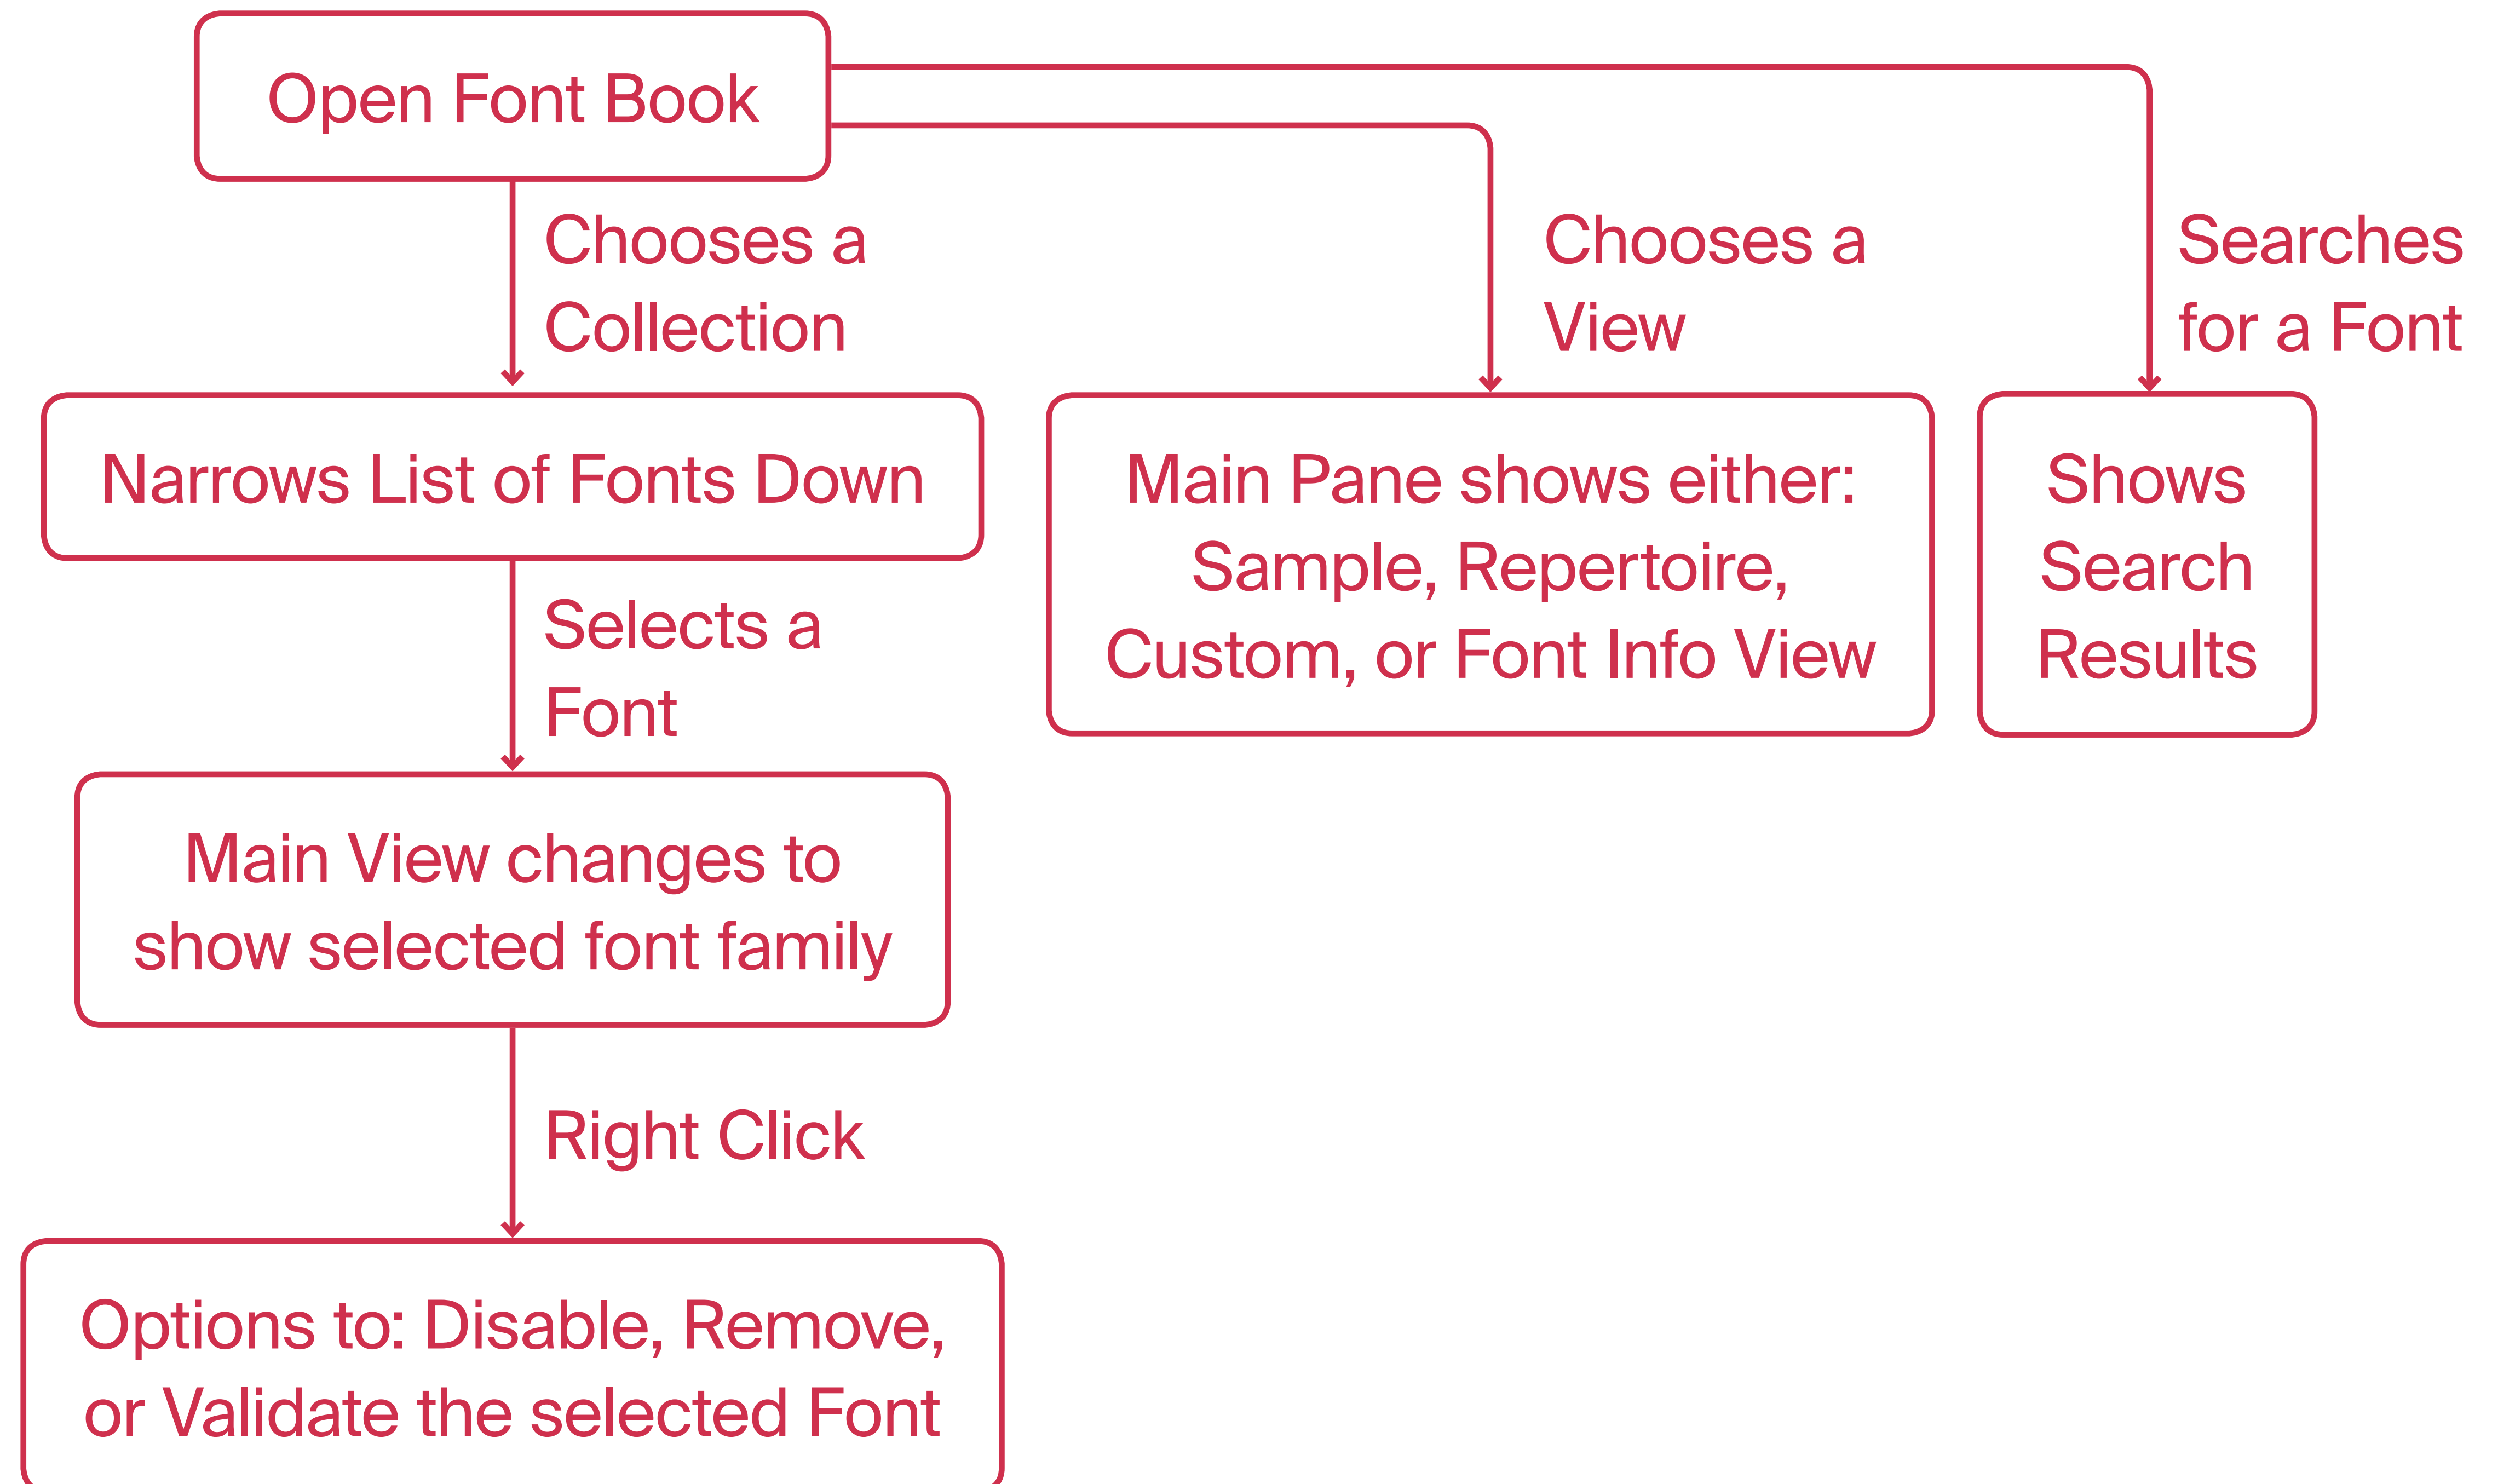 Open Font Book
Chooses a
Collection
Chooses a
View
Searches
for a Font
Narrows List of Fonts Down
Main Pane shows either:
Sample, Repertoire,
Custom, or Font Info View
Shows
Search
Results
Selects a
Font
Main View changes to
show selected font family
Right Click
Options to: Disable, Remove,
or Validate the selected Font